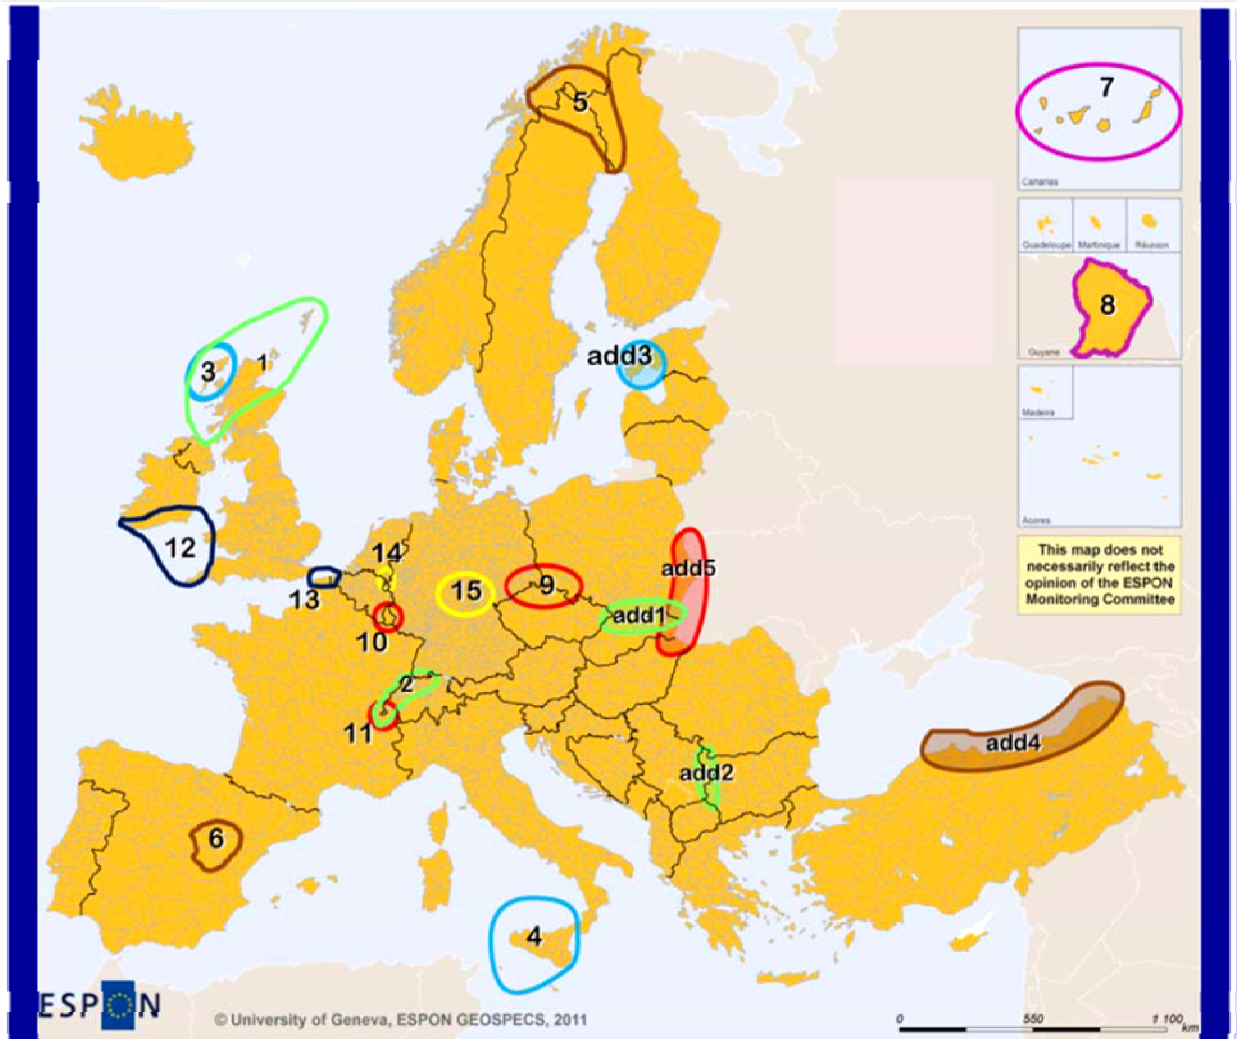 5
7
Canarias
Guadeloupe
Martinique
Réunion
8
Guyane
3
1
add3
Madeira
Acores
12
14
13
15
9
add5
10
add1
This map does not
necessarily reflect the
opinion of the ESPON
Monitoring Committee
2
11
add4
add2
6
4
ESPON
© University of Geneva, ESPON GEOSPECS, 2011
0 550 1 100
km